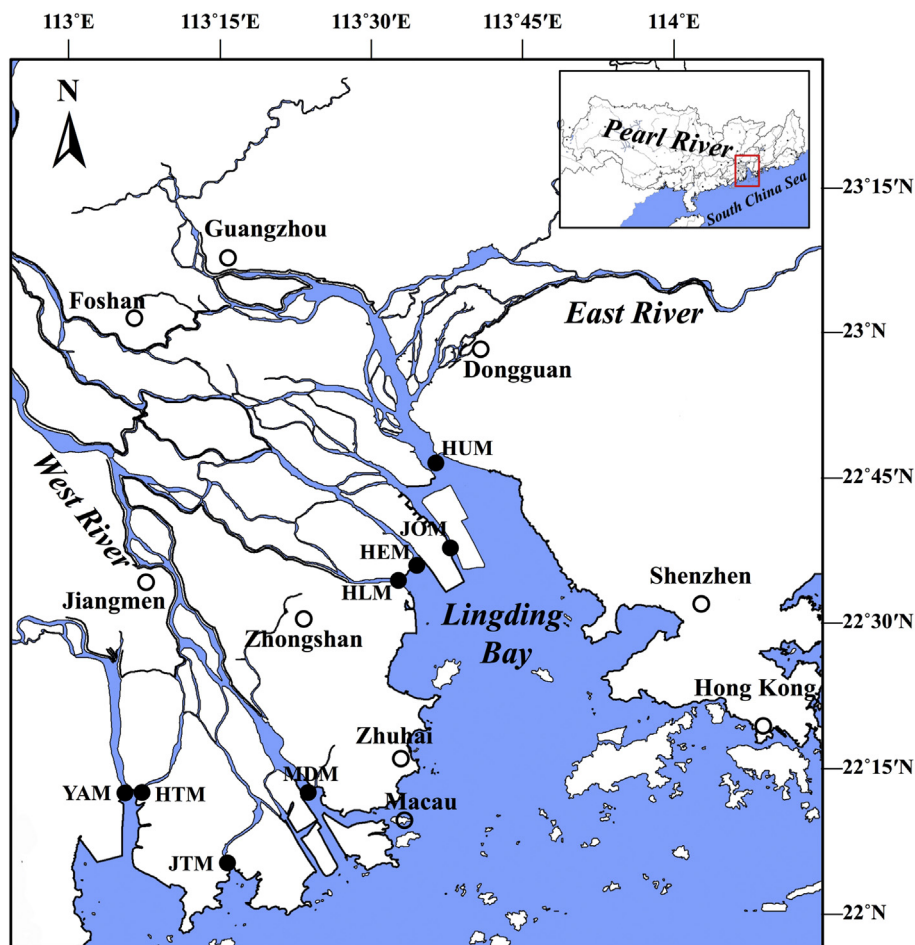 113°E 113°15′E 113°30′E 113°45′E 114°E
N
Pearl River
South China Sea
23°15′N
Guangzhou
Foshan
East River
23°N
Dongguan
HUM
22°45′N
West River
JOM
HEM
HLM
Shenzhen
Jiangmen
Lingding
Bay
22°30′N
Zhongshan
Hong Kong
Zhuhai
22°15′N
MDM
YAM
HTM
Macau
JTM
22°N